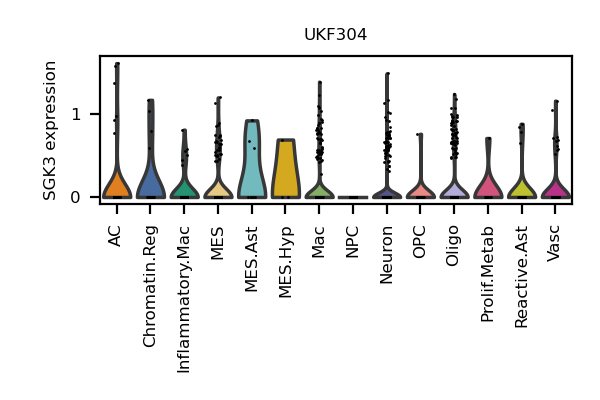 UKF304
SGK3 expression
1
0
AC
Chromatin.Reg
Inflammatory.Mac
MES
MES.Ast
MES.Hyp
Mac
NPC
Neuron
OPC
Oligo
Prolif.Metab
Reactive.Ast
Vasc